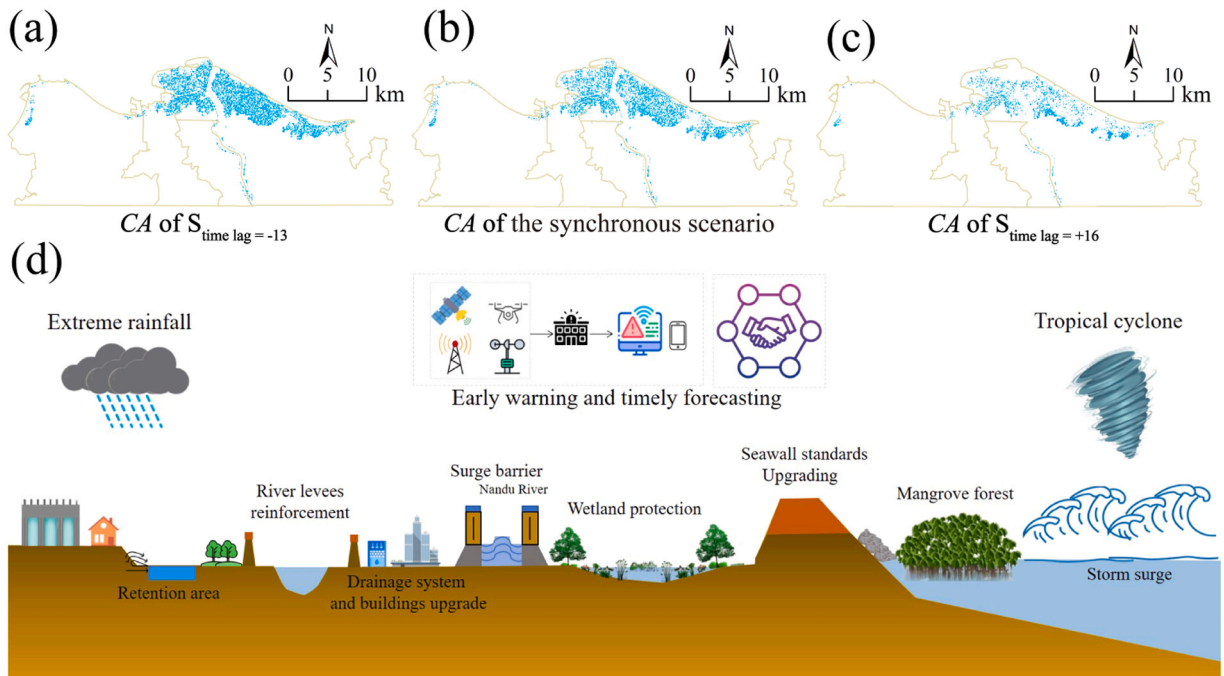 (a)
N
0 5 10
km
CA of S time lag = -13
(b)
N
0 5 10
km
CA of the synchronous scenario
(c)
N
0 5 10
km
CA of S time lag = +16
(d)
Extreme rainfall
Early warning and timely forecasting
Tropical cyclone
River levees
reinforcement
Surge barrier
Nandu River
Wetland protection
Seawall standards
Upgrading
Mangrove forest
Retention area
Drainage system
and buildings upgrade
Storm surge